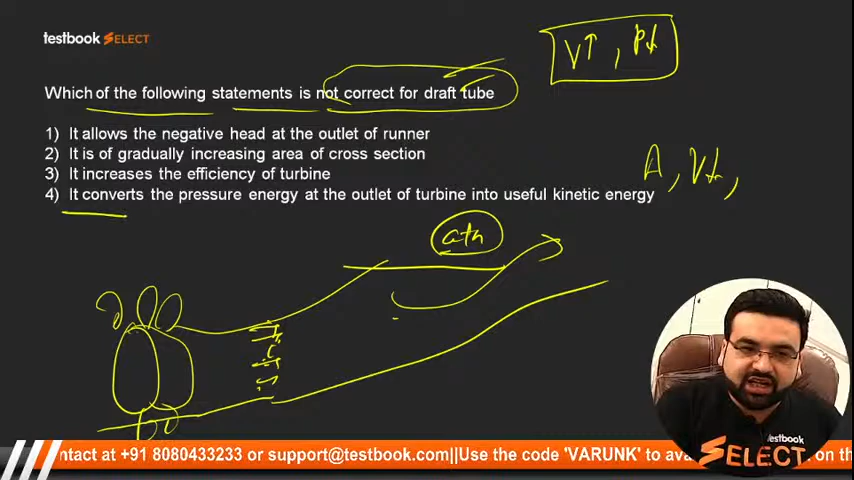 testbook SELECT
V↑, P↓
Which of the following statements is not correct for draft tube
1) It allows the negative head at the outlet of runner
2) It is of gradually increasing area of cross section
3) It increases the efficiency of turbine
4) It converts the pressure energy at the outlet of turbine into useful kinetic energy
A, V↓,
atm
testbook
SELECT
ontact at +91 8080433233 or support@testbook.com||Use the code 'VARUNK' to ava on the